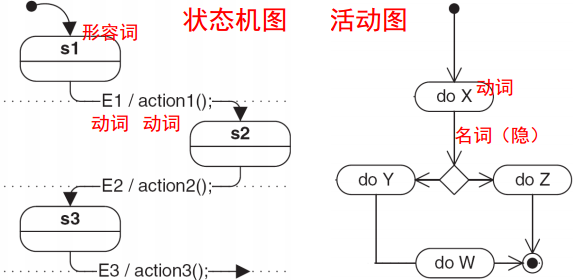 状态机图
活动图
形容词
s1
E1 / action1();
动词 动词
s2
E2 / action2();
s3
E3 / action3();
do X
动词
名词（隐）
do Y
do Z
do W